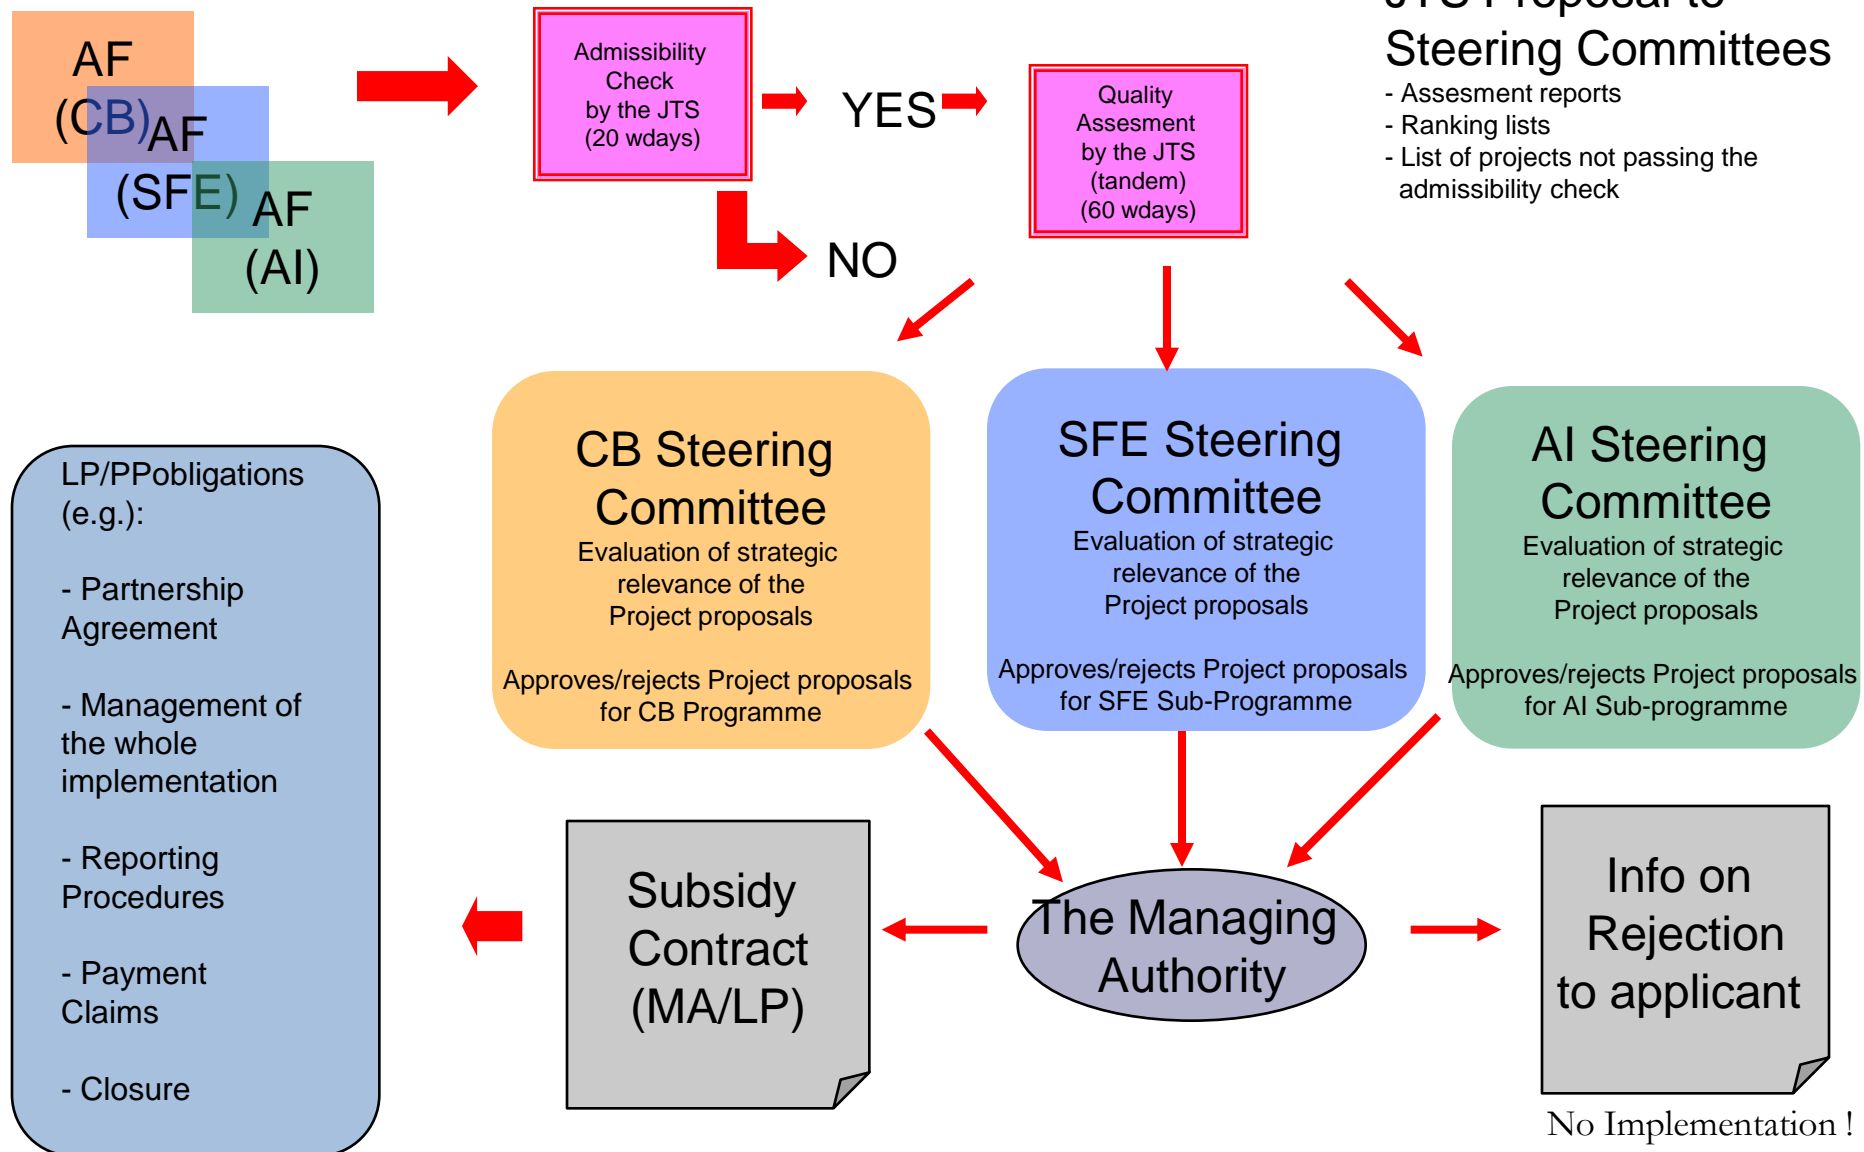 AF
(CB)
AF
(SFE)
AF
(AI)
Admissibility
Check
by the JTS
(20 wdays)
YES
NO
Quality
Assesment
by the JTS
(tandem)
(60 wdays)
JTS Proposal to
Steering Committees
- Assesment reports
- Ranking lists
- List of projects not passing the
admissibility check
CB Steering
Committee
Evaluation of strategic
relevance of the
Project proposals
Approves/rejects Project proposals
for CB Programme
SFE Steering
Committee
Evaluation of strategic
relevance of the
Project proposals
Approves/rejects Project proposals
for SFE Sub-Programme
AI Steering
Committee
Evaluation of strategic
relevance of the
Project proposals
Approves/rejects Project proposals
for AI Sub-programme
LP/PPobligations
(e.g.):
- Partnership
Agreement
- Management of
the whole
implementation
- Reporting
Procedures
- Payment
Claims
- Closure
Subsidy
Contract
(MA/LP)
The Managing
Authority
Info on
Rejection
to applicant
No Implementation !